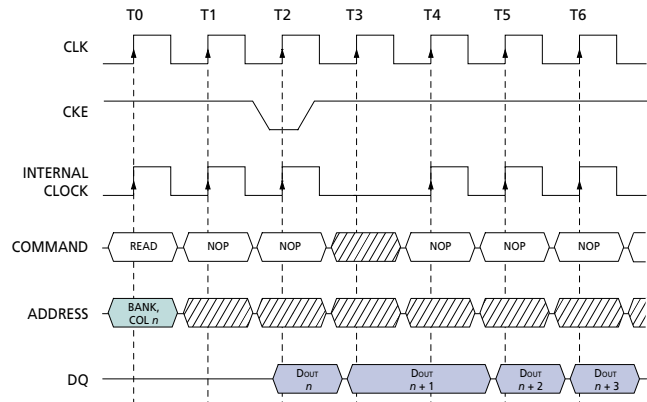 T0 T1 T2 T3 T4 T5 T6
CLK
CKE
INTERNAL
CLOCK
COMMAND READ NOP NOP NOP NOP NOP
ADDRESS BANK,
COL n
DQ DOUT DOUT DOUT DOUT
n n + 1 n + 2 n + 3